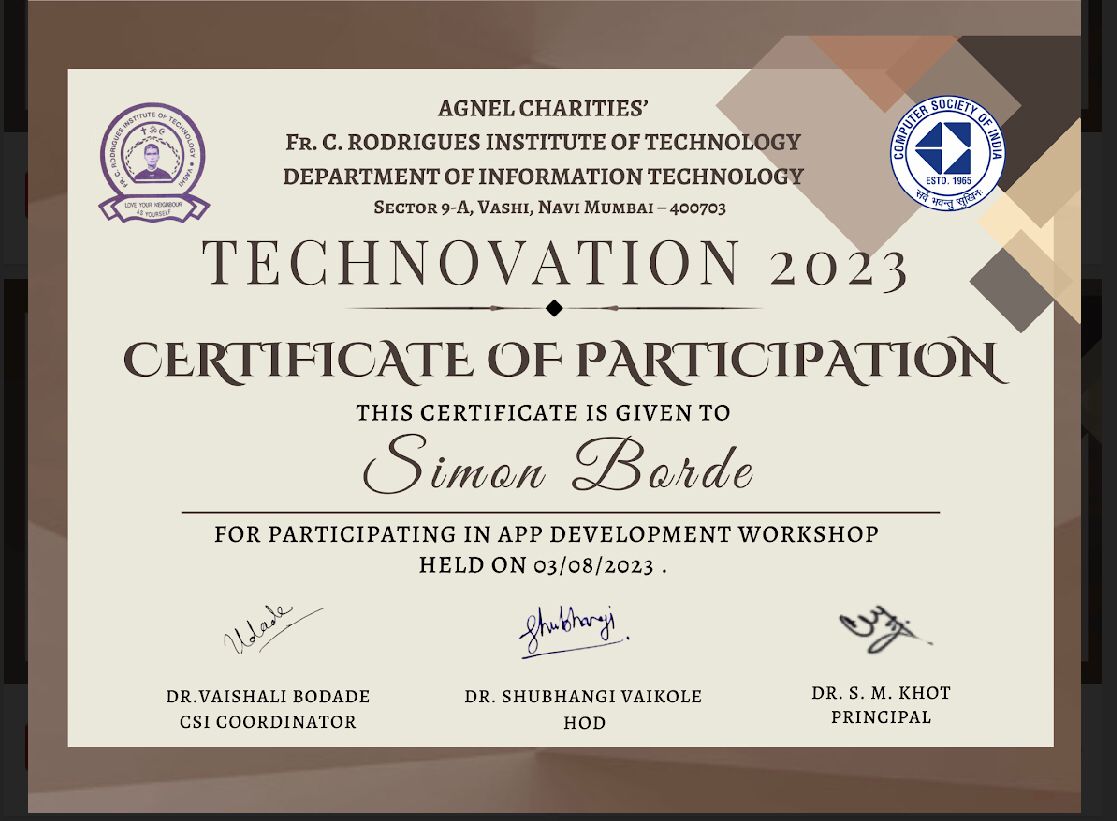 AGNEL CHARITIES'
FR. C. RODRIGUES INSTITUTE OF TECHNOLOGY
DEPARTMENT OF INFORMATION TECHNOLOGY
SECTOR 9-A, VASHI, NAVI MUMBAI – 400703
FR. C. RODRIGUES INSTITUTE OF TECHNOLOGY • VASHI
LOVE YOUR NEIGHBOUR
AS YOURSELF
COMPUTER SOCIETY OF INDIA
ESTD. 1965
सर्वे भवन्तु सुखिनः
TECHNOVATION 2023
CERTIFICATE OF PARTICIPATION
THIS CERTIFICATE IS GIVEN TO
Simon Borde
FOR PARTICIPATING IN APP DEVELOPMENT WORKSHOP
HELD ON 03/08/2023 .
Shubhangi
DR.VAISHALI BODADE
CSI COORDINATOR
DR. SHUBHANGI VAIKOLE
HOD
DR. S. M. KHOT
PRINCIPAL